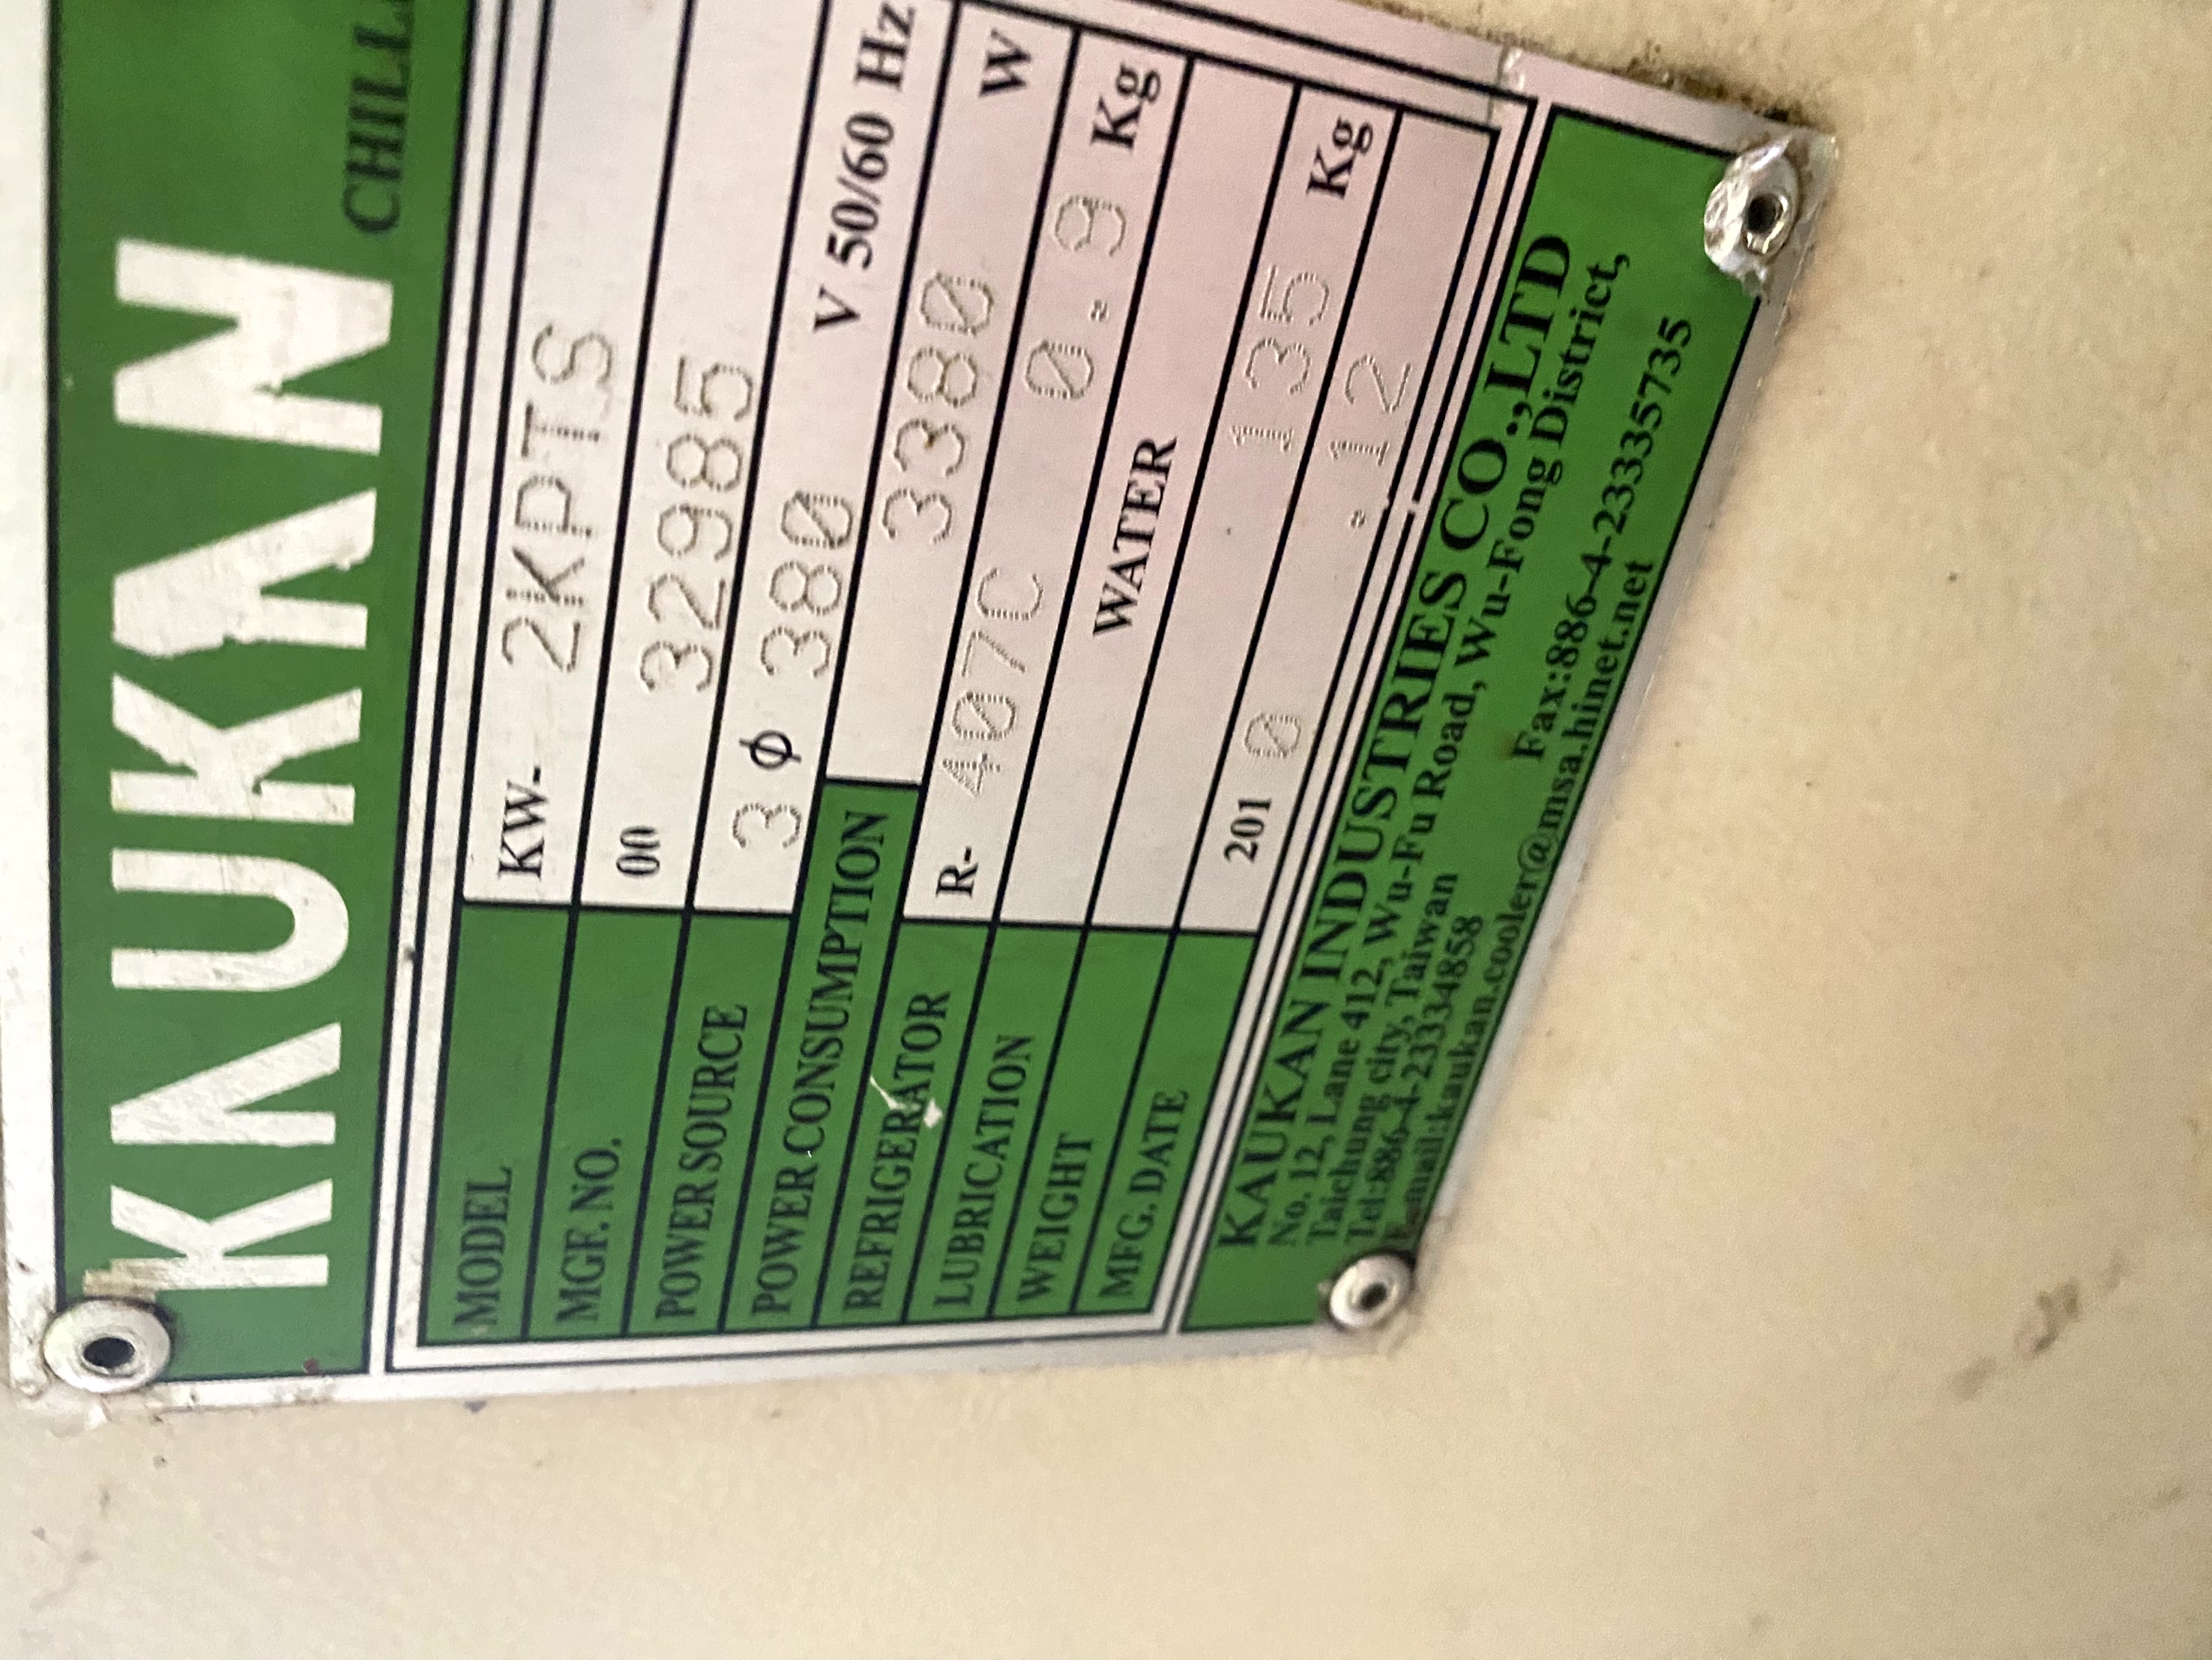 KAUKAN
MODEL KW- 2KPTS
MGF. NO. 00 32985
POWER SOURCE 3 ϕ 380 V 50/60 Hz
POWER CONSUMPTION 3380 W
REFRIGERATOR R- 407C 0.9 Kg
LUBRICATION WATER
WEIGHT 135 Kg
MFG. DATE 2010 .12
KAUKAN INDUSTRIES CO.,LTD
No. 12, Lane 412, Wu-Fu Road, Wu-Fong District,
Taichung city, Taiwan
Tel:886-4-23334858 Fax:886-4-23335735
E-mail:kaukan.cooler@msa.hinet.net